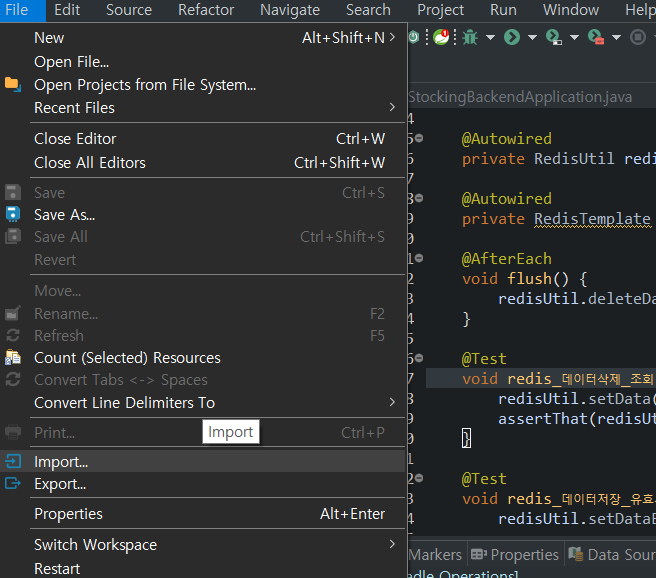 File Edit Source Refactor Navigate Search Project Run Window Help
New Alt+Shift+N >
Open File...
Open Projects from File System...
Recent Files >
Close Editor Ctrl+W
Close All Editors Ctrl+Shift+W
Save Ctrl+S
Save As...
Save All Ctrl+Shift+S
Revert
Move...
Rename... F2
Refresh F5
Count (Selected) Resources
Convert Tabs <-> Spaces
Convert Line Delimiters To >
Print... Ctrl+P
Import
Import...
Export...
Properties Alt+Enter
Switch Workspace >
Restart
StockingBackendApplication.java
4
5 @Autowired
6 private RedisUtil redi
7
8 @Autowired
9 private RedisTemplate
0
1 @AfterEach
2 void flush() {
3 redisUtil.deleteDa
4 }
5
6 @Test
7 void redis_데이터삭제_조회
8 redisUtil.setData(
9 assertThat(redisUt
0 }
1
2 @Test
3 void redis_데이터저장_유효
redisUtil.setDataE
Markers Properties Data Sour
adle Operations]